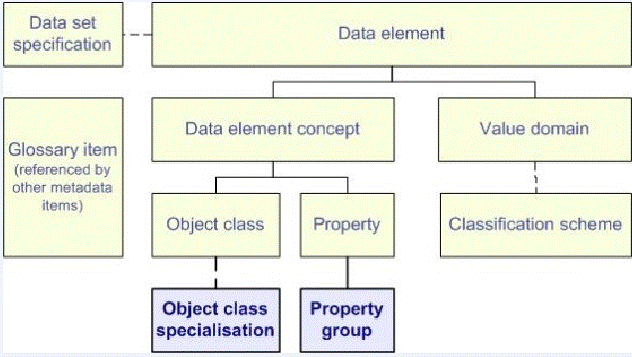 Data set
specification
Data element
Glossary item
(referenced by
other metadata
items)
Data element concept
Value domain
Object class
Property
Classification scheme
Object class
specialisation
Property
group